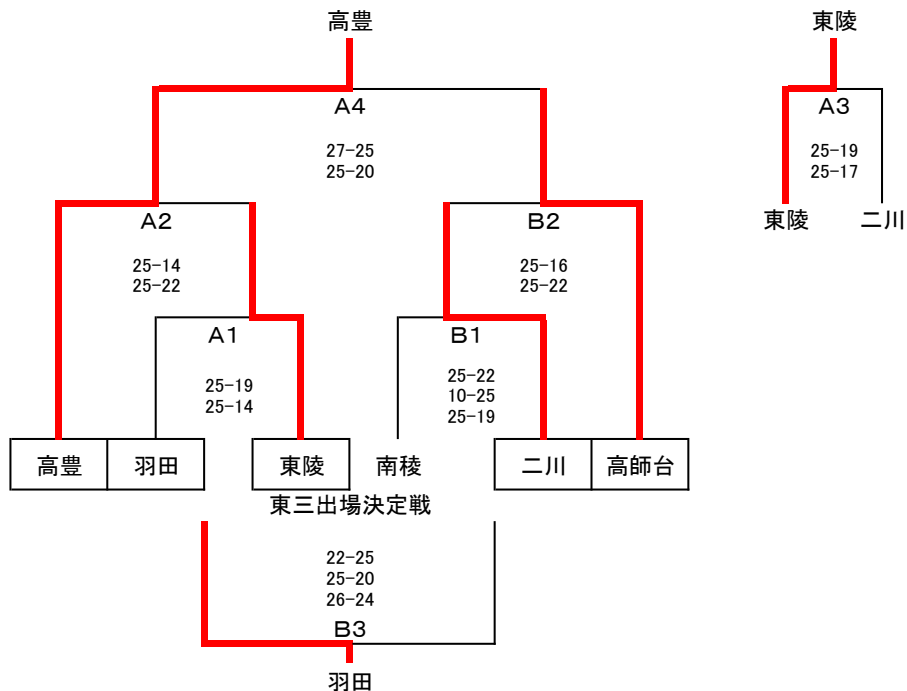 高豊
東陵
A4
A3
27-25
25-20
25-19
25-17
東陵
二川
A2
B2
25-14
25-22
25-16
25-22
A1
B1
25-19
25-14
25-22
10-25
25-19
高豊
羽田
東陵
南稜
二川
高師台
東三出場決定戦
22-25
25-20
26-24
B3
羽田